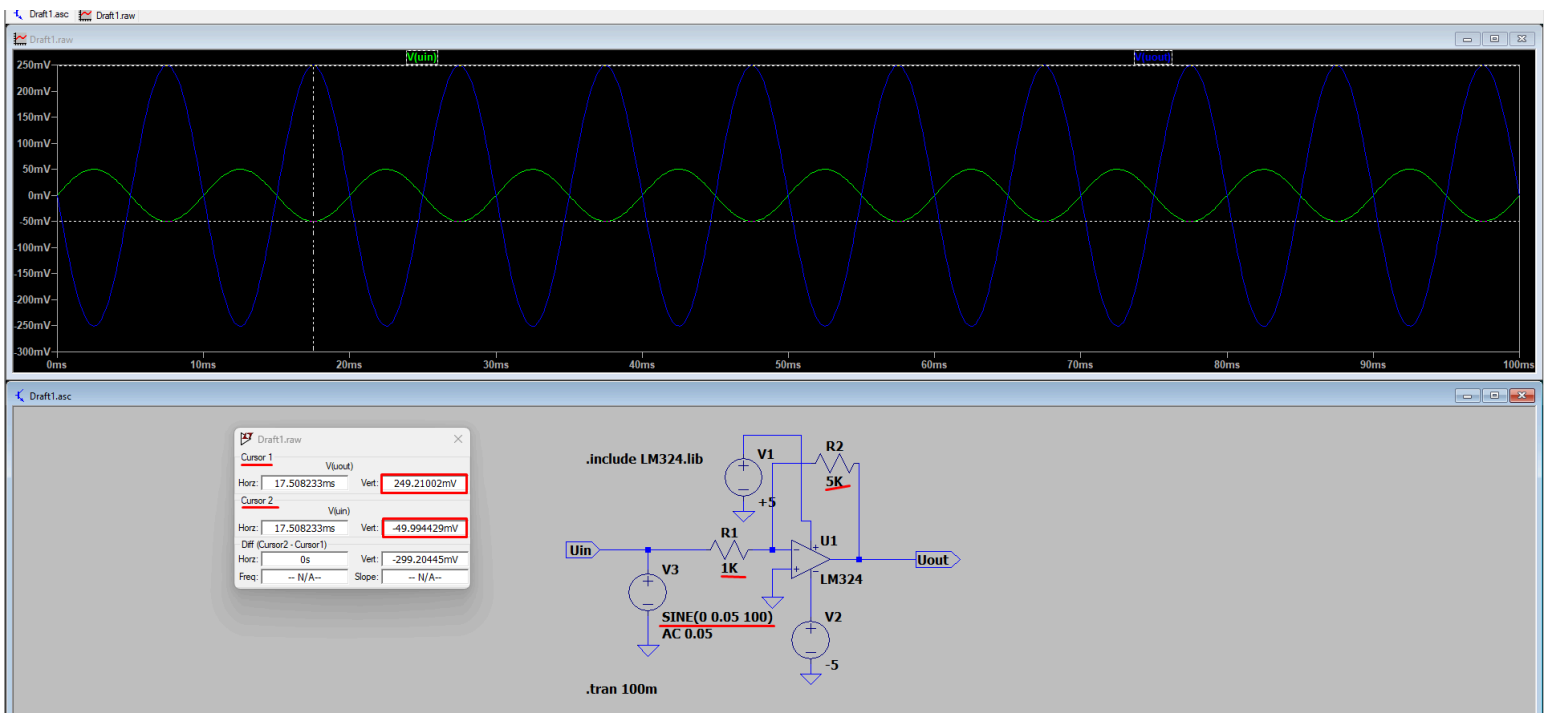 Draft1.asc Draft1.raw
Draft1.raw
V(uin) V(uout)
250mV
200mV
150mV
100mV
50mV
0mV
-50mV
-100mV
-150mV
-200mV
-250mV
-300mV
0ms 10ms 20ms 30ms 40ms 50ms 60ms 70ms 80ms 90ms 100ms
Draft1.asc
Draft1.raw
Cursor 1
V(uout)
Horz: 17.508233ms Vert: 249.21002mV
Cursor 2
V(uin)
Horz: 17.508233ms Vert: -49.994429mV
Diff (Cursor2 - Cursor1)
Horz: 0s Vert: -299.20445mV
Freq: -- N/A-- Slope: -- N/A--
.include LM324.lib
V1
+5
R2
5K
Uin
R1
1K
U1
LM324
Uout
V3
SINE(0 0.05 100)
AC 0.05
V2
-5
.tran 100m